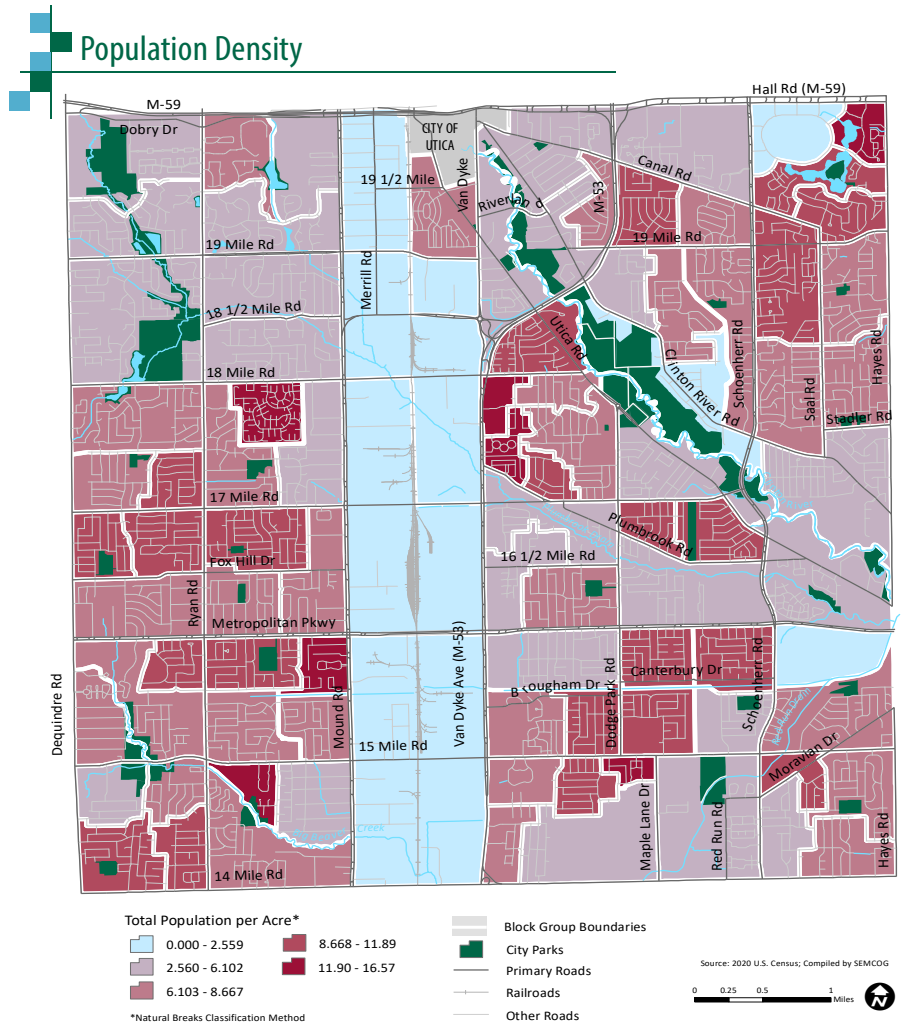 Population Density
M-59
Hall Rd (M-59)
Dobry Dr
CITY OF
UTICA
19 1/2 Mile
Van Dyke
Riverland
M-53
Canal Rd
19 Mile Rd
19 Mile Rd
Merrill Rd
18 1/2 Mile Rd
Utica Rd
Clinton River Rd
Schoenherr Rd
Saal Rd
Hayes Rd
18 Mile Rd
Stadler Rd
17 Mile Rd
Plumbrook Rd
Fox Hill Dr
16 1/2 Mile Rd
Ryan Rd
Metropolitan Pkwy
Dequindre Rd
Mound Rd
Van Dyke Ave (M-53)
Brougham Dr
Dodge Park Rd
Canterbury Dr
Schoenherr Rd
Red Run Drain
15 Mile Rd
Moravian Dr
Maple Lane Dr
Red Run Rd
Hayes Rd
Creek
14 Mile Rd
Total Population per Acre*
0.000 - 2.559
2.560 - 6.102
6.103 - 8.667
8.668 - 11.89
11.90 - 16.57
*Natural Breaks Classification Method
Block Group Boundaries
City Parks
Primary Roads
Railroads
Other Roads
Source: 2020 U.S. Census; Compiled by SEMCOG
0 0.25 0.5 1
Miles
N